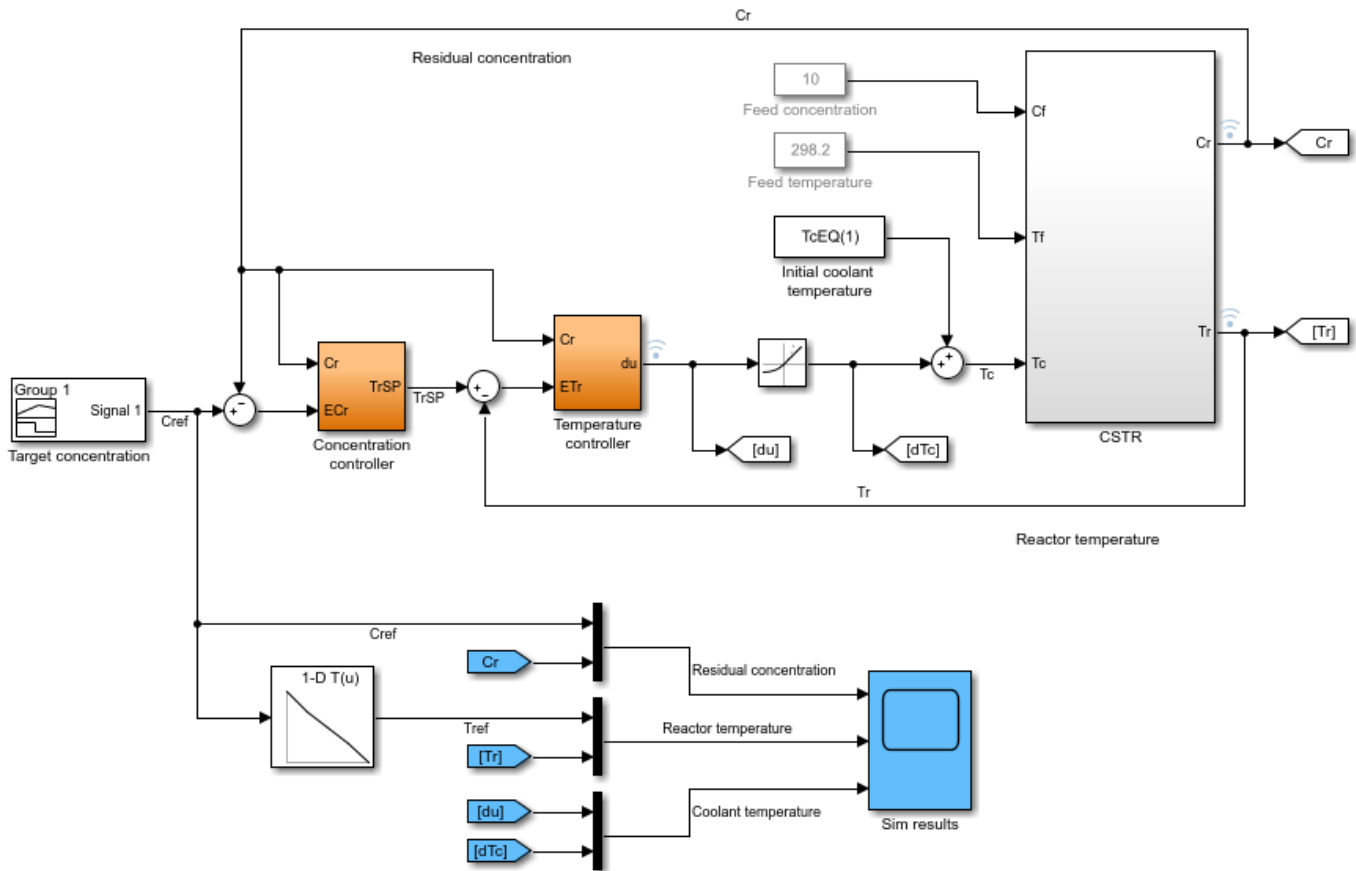 Cr
Residual concentration
10
Feed concentration
298.2
Feed temperature
TcEQ(1)
Initial coolant
temperature
Cf
Tf
Tc
Cr
Tr
CSTR
Cr
[Tr]
Tc
Group 1
Signal 1
Target concentration
Cref
Cr
ECr
TrSP
Concentration
controller
TrSP
Cr
ETr
du
Temperature
controller
[du]
[dTc]
Tr
Reactor temperature
Cref
Cr
Residual concentration
1-D T(u)
Tref
[Tr]
Reactor temperature
[du]
[dTc]
Coolant temperature
Sim results